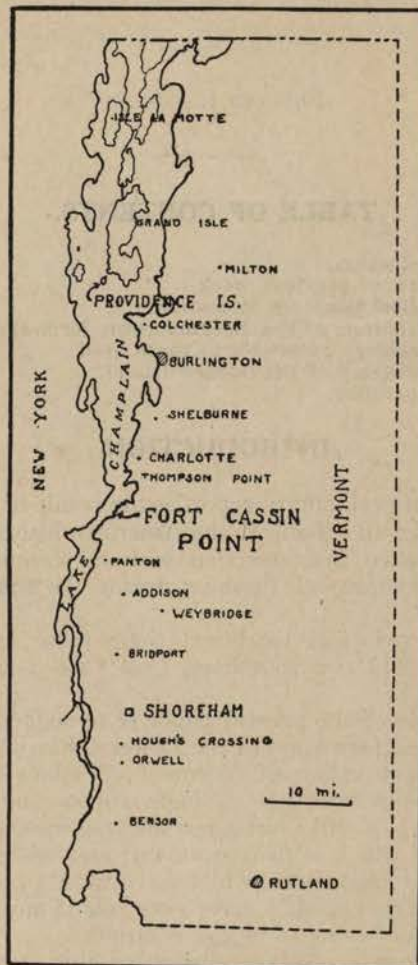 ISLE LA MOTTE
GRAND ISLE
MILTON
PROVIDENCE IS.
COLCHESTER
BURLINGTON
SHELBURNE
CHARLOTTE
THOMPSON POINT
FORT CASSIN
POINT
NEW YORK
LAKE CHAMPLAIN
VERMONT
PANTON
ADDISON
WEYBRIDGE
BRIDPORT
SHOREHAM
HOUGH'S CROSSING
ORWELL
10 mi.
BENSOR
RUTLAND